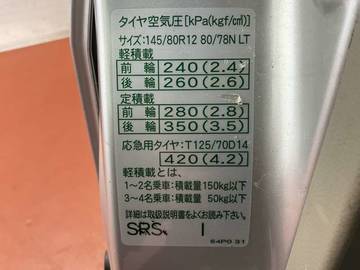 タイヤ空気圧[kPa(kgf/c㎡)]
サイズ:145/80R12 80/78N LT
軽積載
前輪 240(2.4)
後輪 260(2.6)
定積載
前輪 280(2.8)
後輪 350(3.5)
応急用タイヤ:T125/70D14
420(4.2)
軽積載とは、
1〜2名乗車:積載量150kg以下
3〜4名乗車:積載量 50kg以下
詳細は取扱説明書をよくお読み下さい。
SRS I
64P0 31